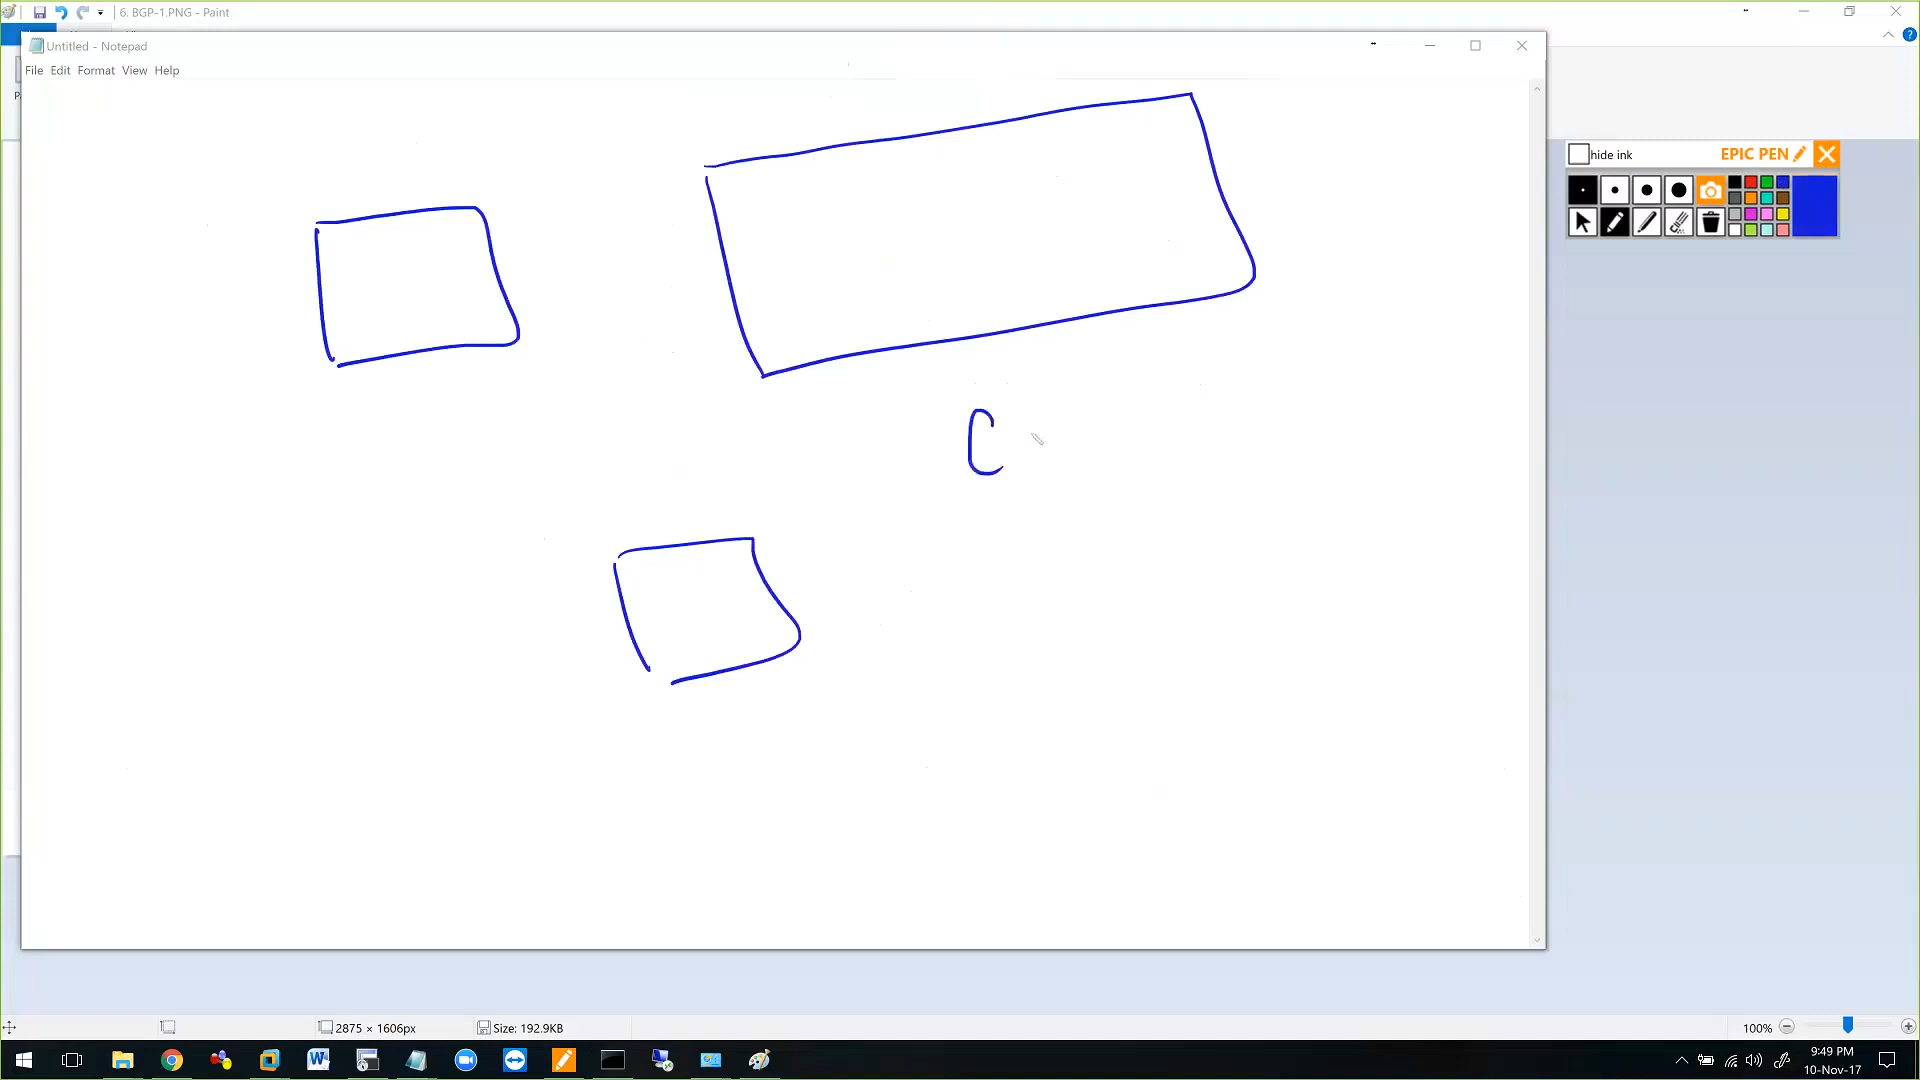 6. BGP-1.PNG - Paint
Untitled - Notepad
File Edit Format View Help
hide ink
EPIC PEN
C
2875 × 1606px
Size: 192.9KB
100%
9:49 PM
10-Nov-17